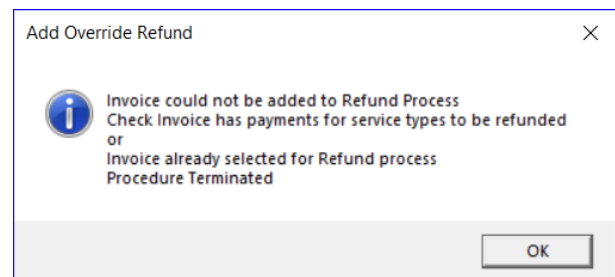 Add Override Refund
Invoice could not be added to Refund Process
Check Invoice has payments for service types to be refunded
or
Invoice already selected for Refund process
Procedure Terminated
OK